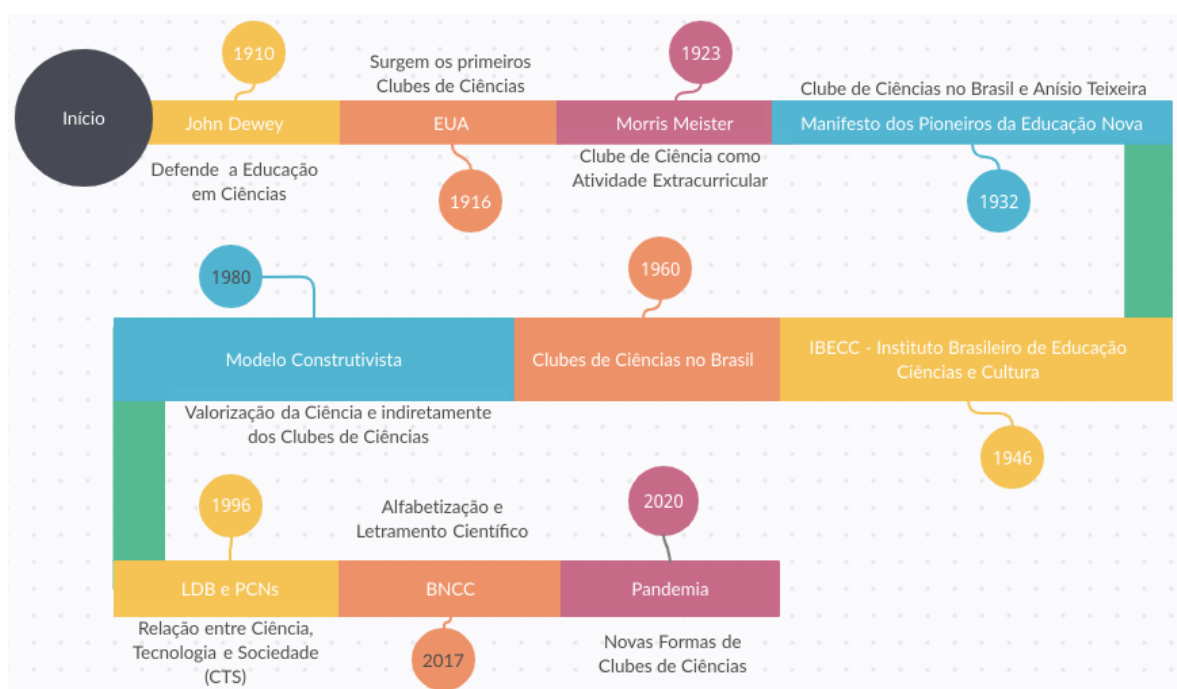 Início
1910
John Dewey
Defende a Educação
em Ciências
Surgem os primeiros
Clubes de Ciências
EUA
1916
1923
Morris Meister
Clube de Ciência como
Atividade Extracurricular
Clube de Ciências no Brasil e Anísio Teixeira
Manifesto dos Pioneiros da Educação Nova
1932
IBECC - Instituto Brasileiro de Educação
Ciências e Cultura
1946
1960
Clubes de Ciências no Brasil
1980
Modelo Construtivista
Valorização da Ciência e indiretamente
dos Clubes de Ciências
1996
LDB e PCNs
Relação entre Ciência,
Tecnologia e Sociedade
(CTS)
Alfabetização e
Letramento Científico
BNCC
2017
2020
Pandemia
Novas Formas de
Clubes de Ciências